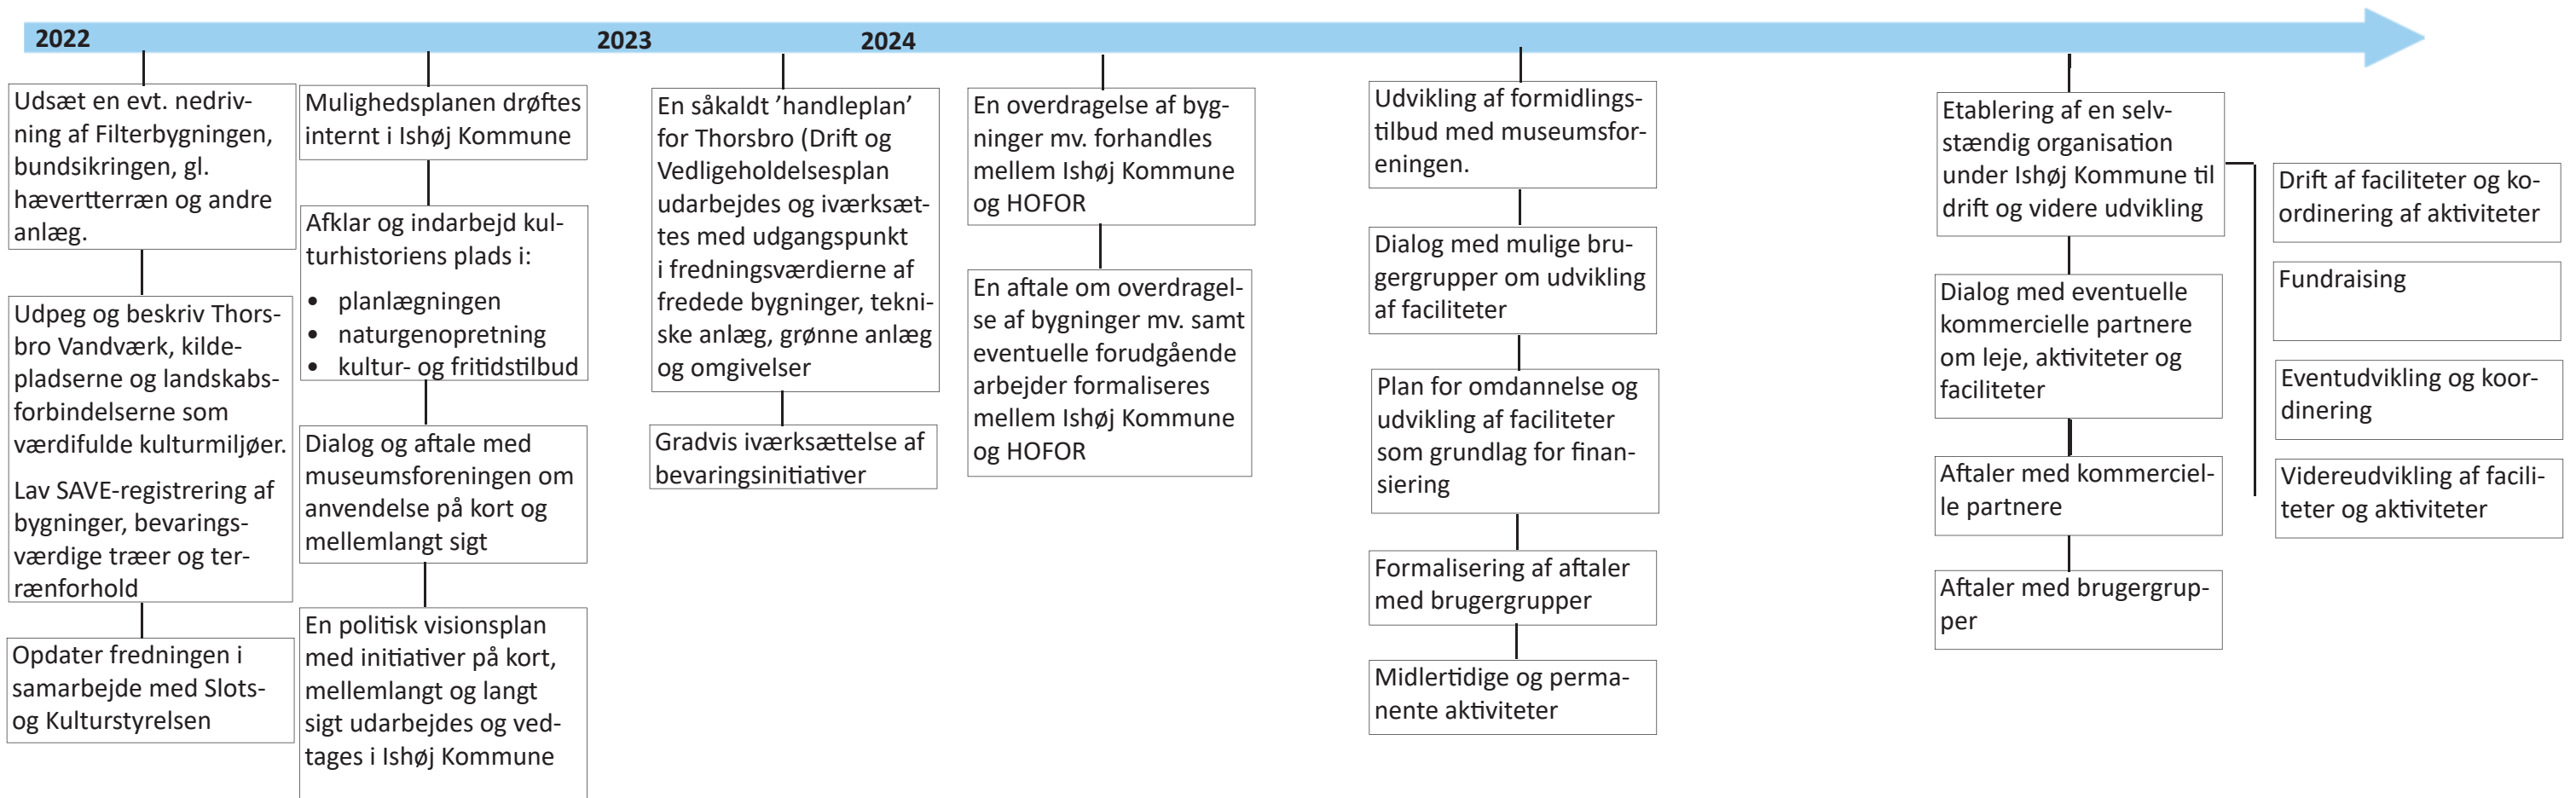 2022
2023
2024
Udsæt en evt. nedriv-
ning af Filterbygningen,
bundsikringen, gl.
hævertterræn og andre
anlæg.
Udpeg og beskriv Thors-
bro Vandværk, kilde-
pladserne og landskabs-
forbindelserne som
værdifulde kulturmiljøer.
Lav SAVE-registrering af
bygninger, bevarings-
værdige træer og ter-
rænforhold
Opdater fredningen i
samarbejde med Slots-
og Kulturstyrelsen
Mulighedsplanen drøftes
internt i Ishøj Kommune
Afklar og indarbejd kul-
turhistoriens plads i:
• planlægningen
• naturgenopretning
• kultur- og fritidstilbud
Dialog og aftale med
museumsforeningen om
anvendelse på kort og
mellemlangt sigt
En politisk visionsplan
med initiativer på kort,
mellemlangt og langt
sigt udarbejdes og ved-
tages i Ishøj Kommune
En såkaldt 'handleplan'
for Thorsbro (Drift og
Vedligeholdelsesplan
udarbejdes og iværksæt-
tes med udgangspunkt
i fredningsværdierne af
fredede bygninger, tekni-
ske anlæg, grønne anlæg
og omgivelser
Gradvis iværksættelse af
bevaringsinitiativer
En overdragelse af byg-
ninger mv. forhandles
mellem Ishøj Kommune
og HOFOR
En aftale om overdragel-
se af bygninger mv. samt
eventuelle forudgående
arbejder formaliseres
mellem Ishøj Kommune
og HOFOR
Udvikling af formidlings-
tilbud med museumsfor-
eningen.
Dialog med mulige bru-
gergrupper om udvikling
af faciliteter
Plan for omdannelse og
udvikling af faciliteter
som grundlag for finan-
siering
Formalisering af aftaler
med brugergrupper
Midlertidige og perma-
nente aktiviteter
Etablering af en selv-
stændig organisation
under Ishøj Kommune til
drift og videre udvikling
Dialog med eventuelle
kommercielle partnere
om leje, aktiviteter og
faciliteter
Aftaler med kommerciel-
le partnere
Aftaler med brugergrup-
per
Drift af faciliteter og ko-
ordinering af aktiviteter
Fundraising
Eventudvikling og koor-
dinering
Videreudvikling af facili-
teter og aktiviteter